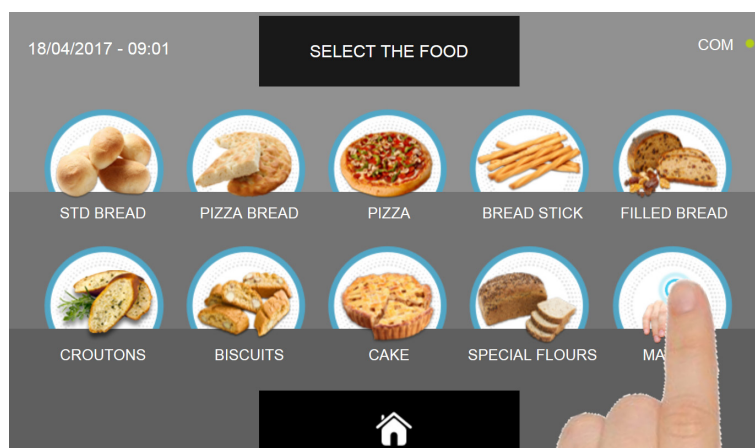 18/04/2017 - 09:01
SELECT THE FOOD
COM
STD BREAD
PIZZA BREAD
PIZZA
BREAD STICK
FILLED BREAD
CROUTONS
BISCUITS
CAKE
SPECIAL FLOURS